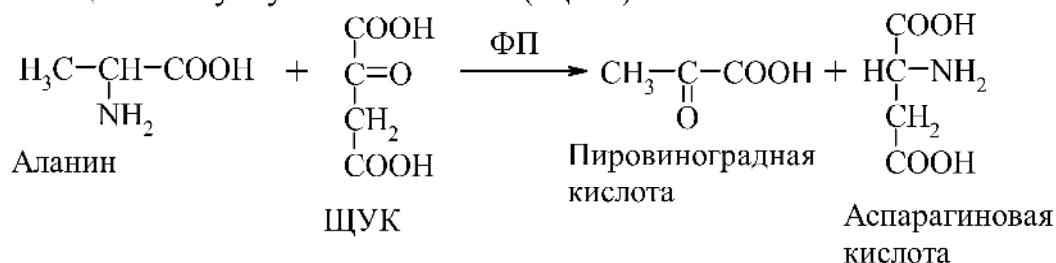 H₃C–CH–COOH + COOH ФП CH₃–C–COOH + COOH
NH₂ C=O O HC–NH₂
CH₂ CH₂
COOH COOH
Аланин ЩУК Пировиноградная
кислота
Аспарагиновая
кислота